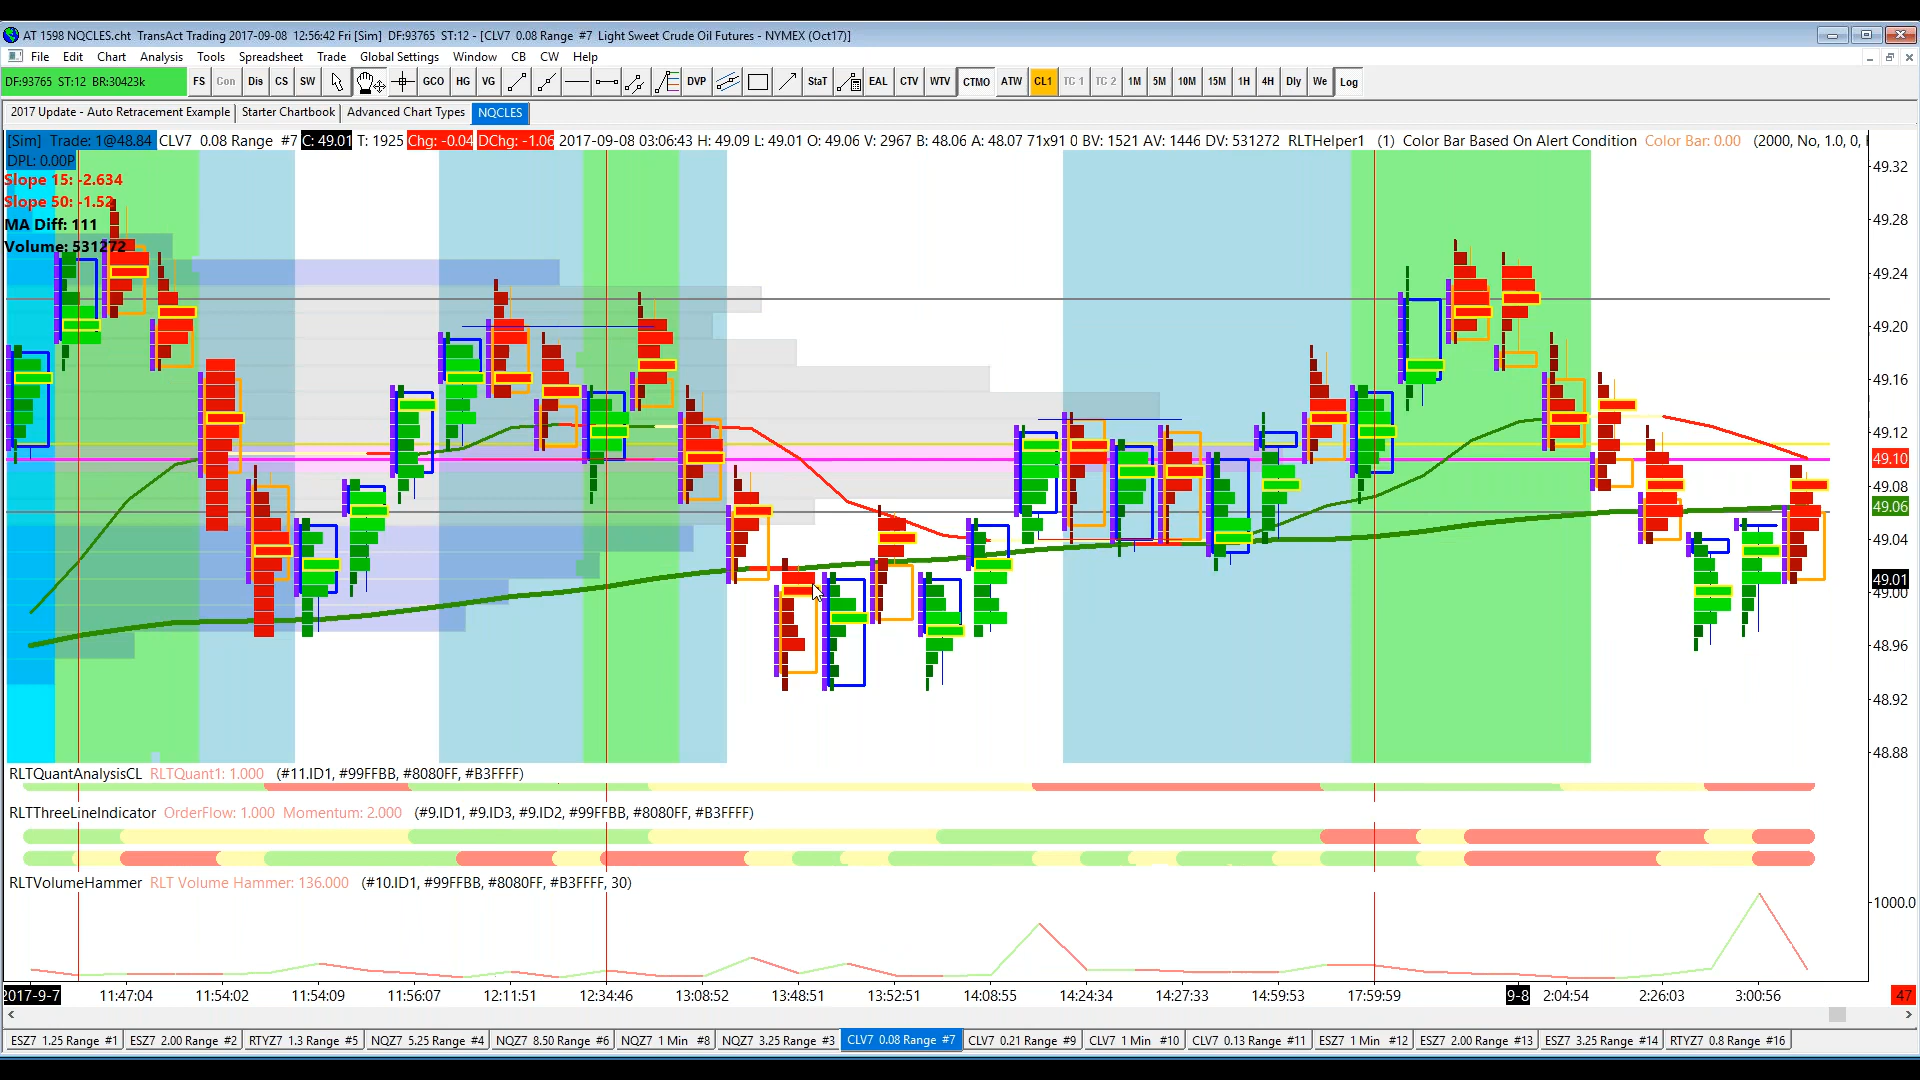 AT 1598 NQCLES.cht  TransAct Trading 2017-09-08  12:56:42 Fri [Sim]  DF:93765  ST:12 - [CLV7  0.08 Range  #7  Light Sweet Crude Oil Futures - NYMEX (Oct17)]
File Edit Chart Analysis Tools Spreadsheet Trade Global Settings Window CB CW Help
DF:93765 ST:12 BR:30423k FS Con Dis CS SW GCO HG VG DVP StaT EAL CTV WTV CTMO ATW CL1 TC 1 TC 2 1M 5M 10M 15M 1H 4H Dly We Log
2017 Update - Auto Retracement Example Starter Chartbook Advanced Chart Types NQCLES
[Sim] Trade: 1@48.84 CLV7 0.08 Range #7 C: 49.01 T: 1925 Chg: -0.04 DChg: -1.06 2017-09-08 03:06:43 H: 49.09 L: 49.01 O: 49.06 V: 2967 B: 48.06 A: 48.07 71x91 0 BV: 1521 AV: 1446 DV: 531272 RLTHelper1 (1) Color Bar Based On Alert Condition Color Bar: 0.00 (2000, No, 1.0, 0,
DPL: 0.00P
Slope 15: -2.634
Slope 50: -1.52
MA Diff: 111
Volume: 531272
49.32
49.28
49.24
49.20
49.16
49.12
49.10
49.08
49.06
49.04
49.01
49.00
48.96
48.92
48.88
RLTQuantAnalysisCL RLTQuant1: 1.000 (#11.ID1, #99FFBB, #8080FF, #B3FFFF)
RLTThreeLineIndicator OrderFlow: 1.000 Momentum: 2.000 (#9.ID1, #9.ID3, #9.ID2, #99FFBB, #8080FF, #B3FFFF)
RLTVolumeHammer RLT Volume Hammer: 136.000 (#10.ID1, #99FFBB, #8080FF, #B3FFFF, 30)
1000.0
2017-9-7 11:47:04 11:54:02 11:54:09 11:56:07 12:11:51 12:34:46 13:08:52 13:48:51 13:52:51 14:08:55 14:24:34 14:27:33 14:59:53 17:59:59 9-8 2:04:54 2:26:03 3:00:56 47
ESZ7 1.25 Range #1 ESZ7 2.00 Range #2 RTYZ7 1.3 Range #5 NQZ7 5.25 Range #4 NQZ7 8.50 Range #6 NQZ7 1 Min #8 NQZ7 3.25 Range #3 CLV7 0.08 Range #7 CLV7 0.21 Range #9 CLV7 1 Min #10 CLV7 0.13 Range #11 ESZ7 1 Min #12 ESZ7 2.00 Range #13 ESZ7 3.25 Range #14 RTYZ7 0.8 Range #16